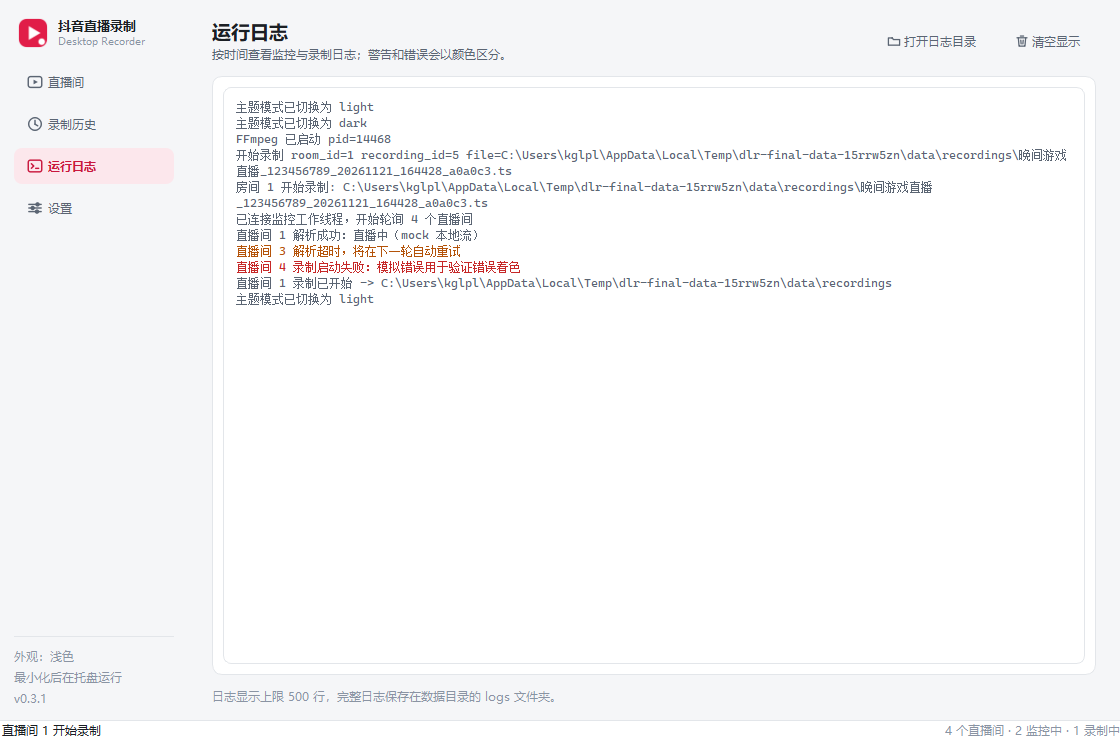 抖音直播录制
Desktop Recorder
直播间
录制历史
运行日志
设置
外观：浅色
最小化后在托盘运行
v0.3.1
运行日志
按时间查看监控与录制日志；警告和错误会以颜色区分。
打开日志目录
清空显示
主题模式已切换为 light
主题模式已切换为 dark
FFmpeg 已启动 pid=14468
开始录制 room_id=1 recording_id=5 file=C:\Users\kglpl\AppData\Local\Temp\dlr-final-data-15rrw5zn\data\recordings\晚间游戏
直播_123456789_20261121_164428_a0a0c3.ts
房间 1 开始录制: C:\Users\kglpl\AppData\Local\Temp\dlr-final-data-15rrw5zn\data\recordings\晚间游戏直播
_123456789_20261121_164428_a0a0c3.ts
已连接监控工作线程，开始轮询 4 个直播间
直播间 1 解析成功：直播中（mock 本地流）
直播间 3 解析超时，将在下一轮自动重试
直播间 4 录制启动失败：模拟错误用于验证错误着色
直播间 1 录制已开始 -> C:\Users\kglpl\AppData\Local\Temp\dlr-final-data-15rrw5zn\data\recordings
主题模式已切换为 light
日志显示上限 500 行，完整日志保存在数据目录的 logs 文件夹。
直播间 1 开始录制
4 个直播间 · 2 监控中 · 1 录制中